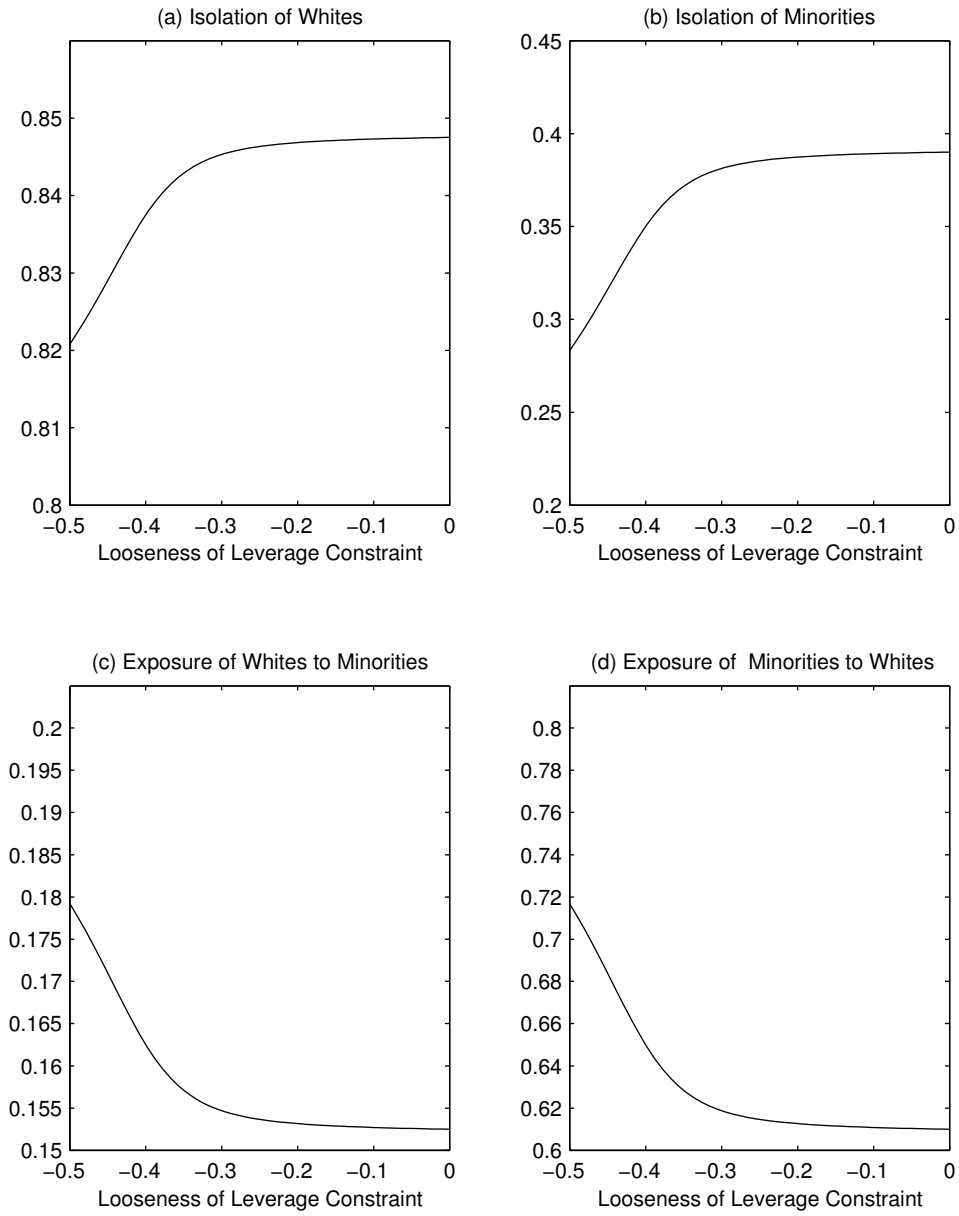 (a) Isolation of Whites
0.85
0.84
0.83
0.82
0.81
0.8
−0.5 −0.4 −0.3 −0.2 −0.1 0
Looseness of Leverage Constraint
(b) Isolation of Minorities
0.45
0.4
0.35
0.3
0.25
0.2
−0.5 −0.4 −0.3 −0.2 −0.1 0
Looseness of Leverage Constraint
(c) Exposure of Whites to Minorities
0.2
0.195
0.19
0.185
0.18
0.175
0.17
0.165
0.16
0.155
0.15
−0.5 −0.4 −0.3 −0.2 −0.1 0
Looseness of Leverage Constraint
(d) Exposure of Minorities to Whites
0.8
0.78
0.76
0.74
0.72
0.7
0.68
0.66
0.64
0.62
0.6
−0.5 −0.4 −0.3 −0.2 −0.1 0
Looseness of Leverage Constraint